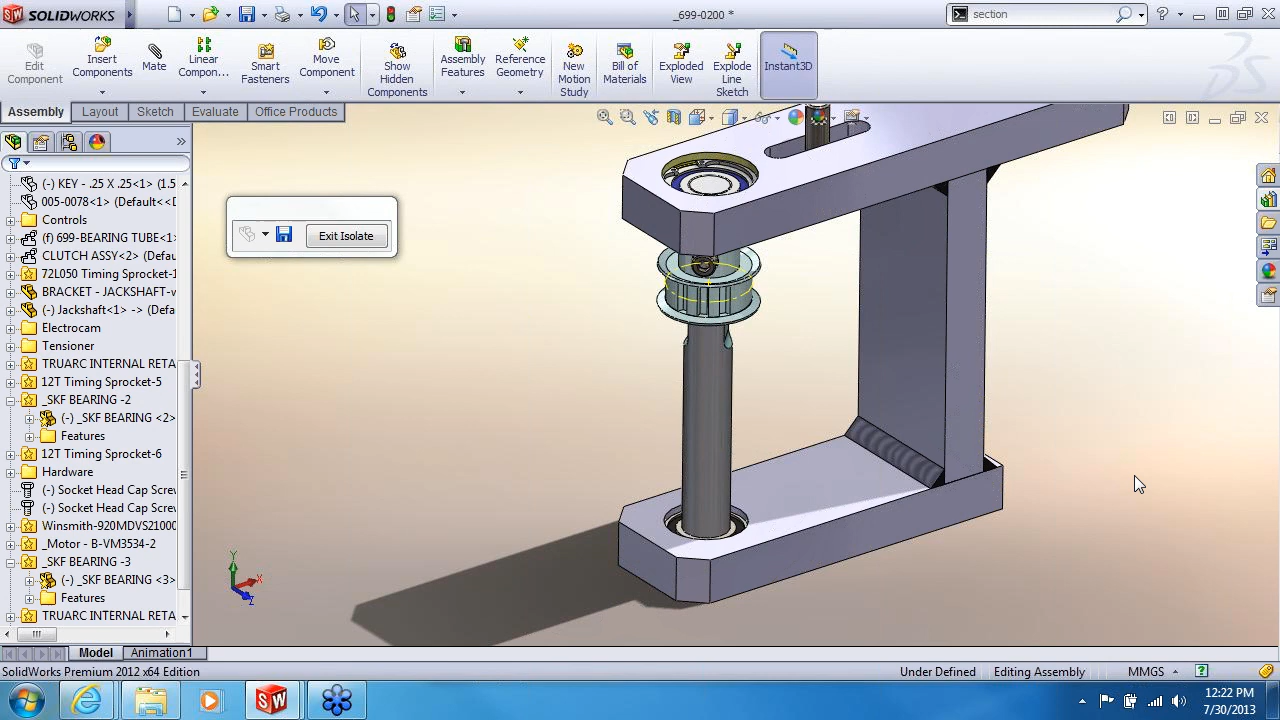 SOLIDWORKS
_699-0200 *
section
Edit Component
Insert Components
Mate
Linear Compon...
Smart Fasteners
Move Component
Show Hidden Components
Assembly Features
Reference Geometry
New Motion Study
Bill of Materials
Exploded View
Explode Line Sketch
Instant3D
Assembly
Layout
Sketch
Evaluate
Office Products
(-) KEY - .25 X .25<1> (1.5
005-0078<1> (Default<<D
Controls
(f) 699-BEARING TUBE<1>
CLUTCH ASSY<2> (Defau
72L050 Timing Sprocket-1
BRACKET - JACKSHAFT-v
(-) Jackshaft<1> -> (Defa
Electrocam
Tensioner
TRUARC INTERNAL RETA
12T Timing Sprocket-5
_SKF BEARING -2
(-) _SKF BEARING <2>
Features
12T Timing Sprocket-6
Hardware
(-) Socket Head Cap Screw
(-) Socket Head Cap Screw
Winsmith-920MDVS21000
_Motor - B-VM3534-2
_SKF BEARING -3
(-) _SKF BEARING <3>
Features
TRUARC INTERNAL RETA
Exit Isolate
Y
X
Z
Model
Animation1
SolidWorks Premium 2012 x64 Edition
Under Defined
Editing Assembly
MMGS
12:22 PM
7/30/2013